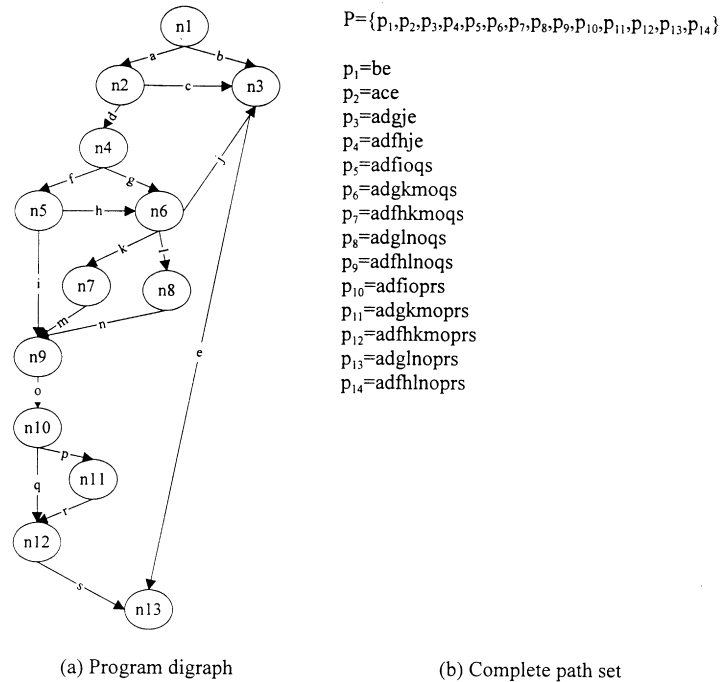 n1
a
b
n2
c
n3
d
n4
f
g
j
n5
h
n6
k
l
i
n7
n8
m
n
n9
e
o
n10
p
q
n11
r
n12
s
n13
(a) Program digraph
P={p₁,p₂,p₃,p₄,p₅,p₆,p₇,p₈,p₉,p₁₀,p₁₁,p₁₂,p₁₃,p₁₄}
p₁=be
p₂=ace
p₃=adgje
p₄=adfhje
p₅=adfioqs
p₆=adgkmoqs
p₇=adfhkmoqs
p₈=adglnoqs
p₉=adfhlnoqs
p₁₀=adfioprs
p₁₁=adgkmoprs
p₁₂=adfhkmoprs
p₁₃=adglnoprs
p₁₄=adfhlnoprs
(b) Complete path set